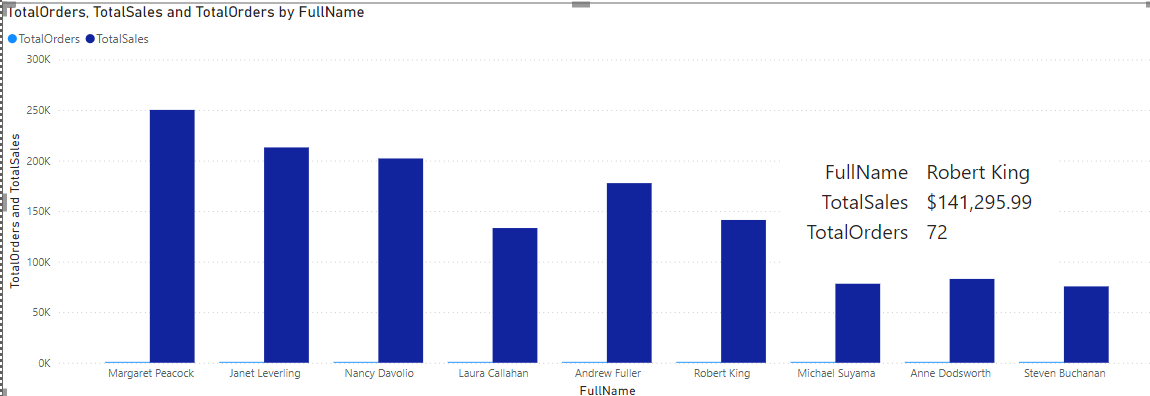 TotalOrders, TotalSales and TotalOrders by FullName
TotalOrders TotalSales
300K
250K
200K
150K
100K
50K
0K
TotalOrders and TotalSales
FullName Robert King
TotalSales $141,295.99
TotalOrders 72
Margaret Peacock Janet Leverling Nancy Davolio Laura Callahan Andrew Fuller Robert King Michael Suyama Anne Dodsworth Steven Buchanan
FullName